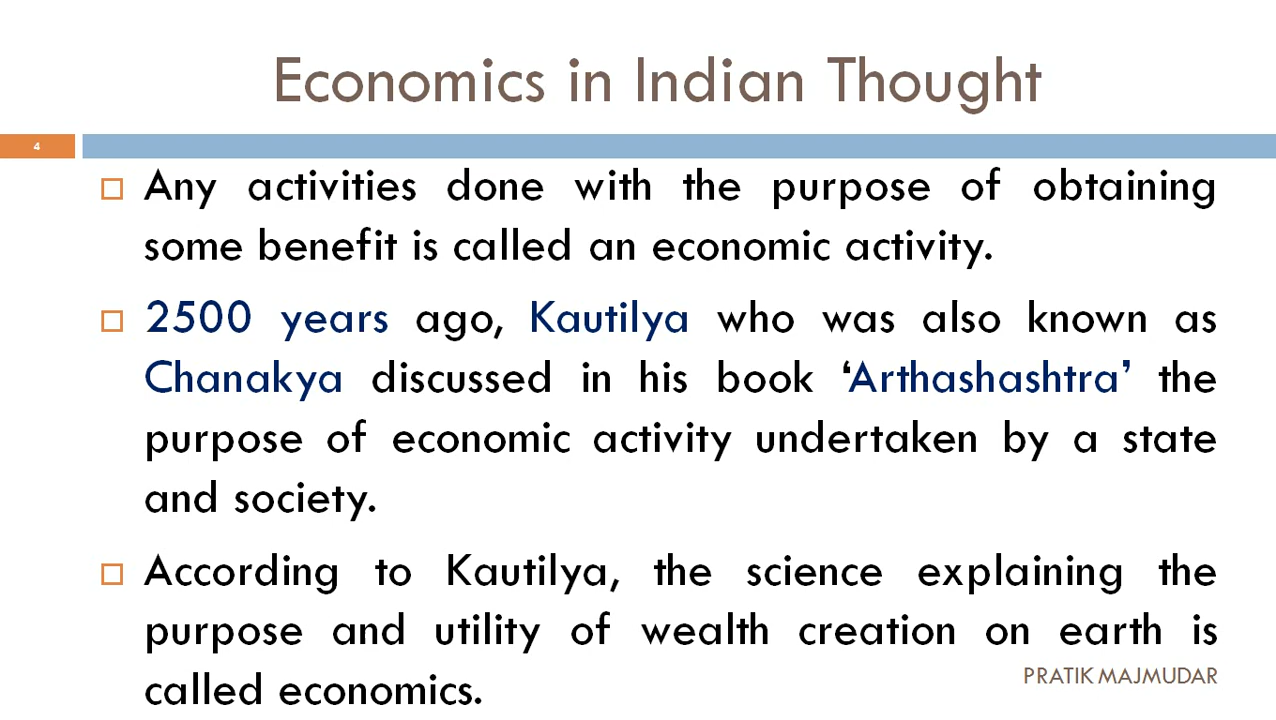 Economics in Indian Thought
4
Any activities done with the purpose of obtaining
some benefit is called an economic activity.
2500 years ago, Kautilya who was also known as
Chanakya discussed in his book ‘Arthashashtra’ the
purpose of economic activity undertaken by a state
and society.
According to Kautilya, the science explaining the
purpose and utility of wealth creation on earth is
called economics.
PRATIK MAJMUDAR